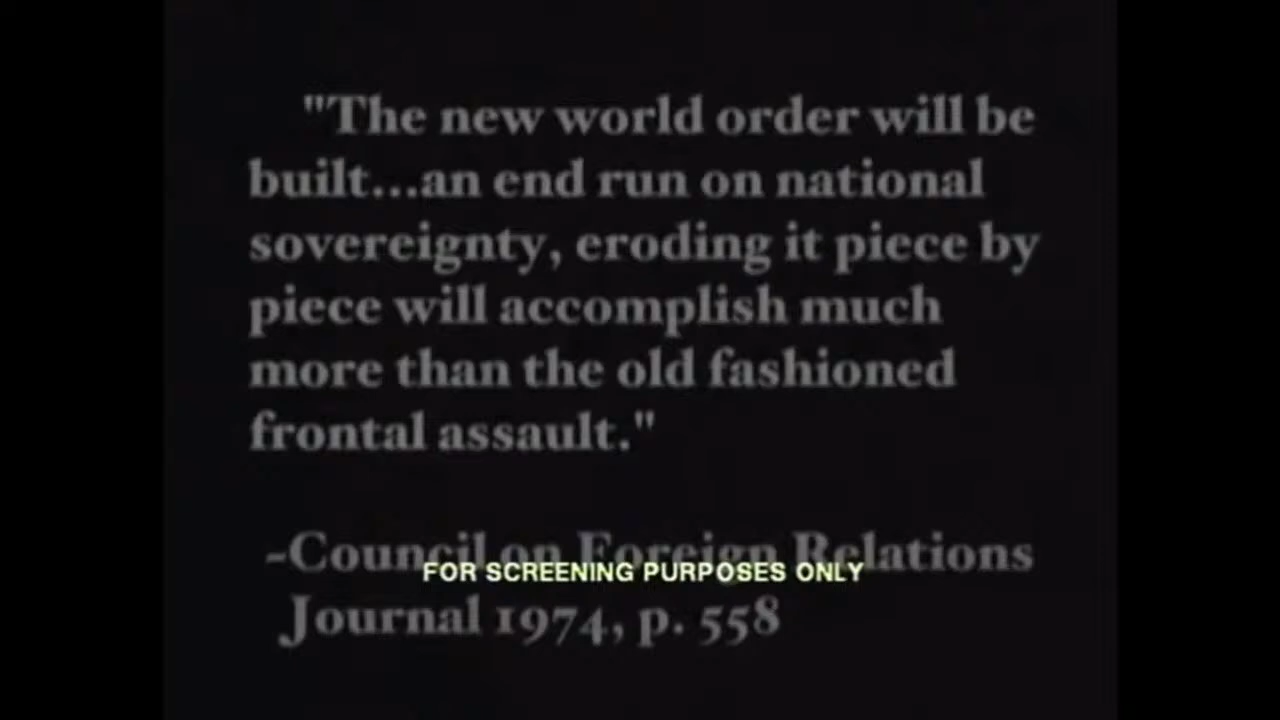 "The new world order will be
built...an end run on national
sovereignty, eroding it piece by
piece will accomplish much
more than the old fashioned
frontal assault."
-Council on Foreign Relations
FOR SCREENING PURPOSES ONLY
Journal 1974, p. 558